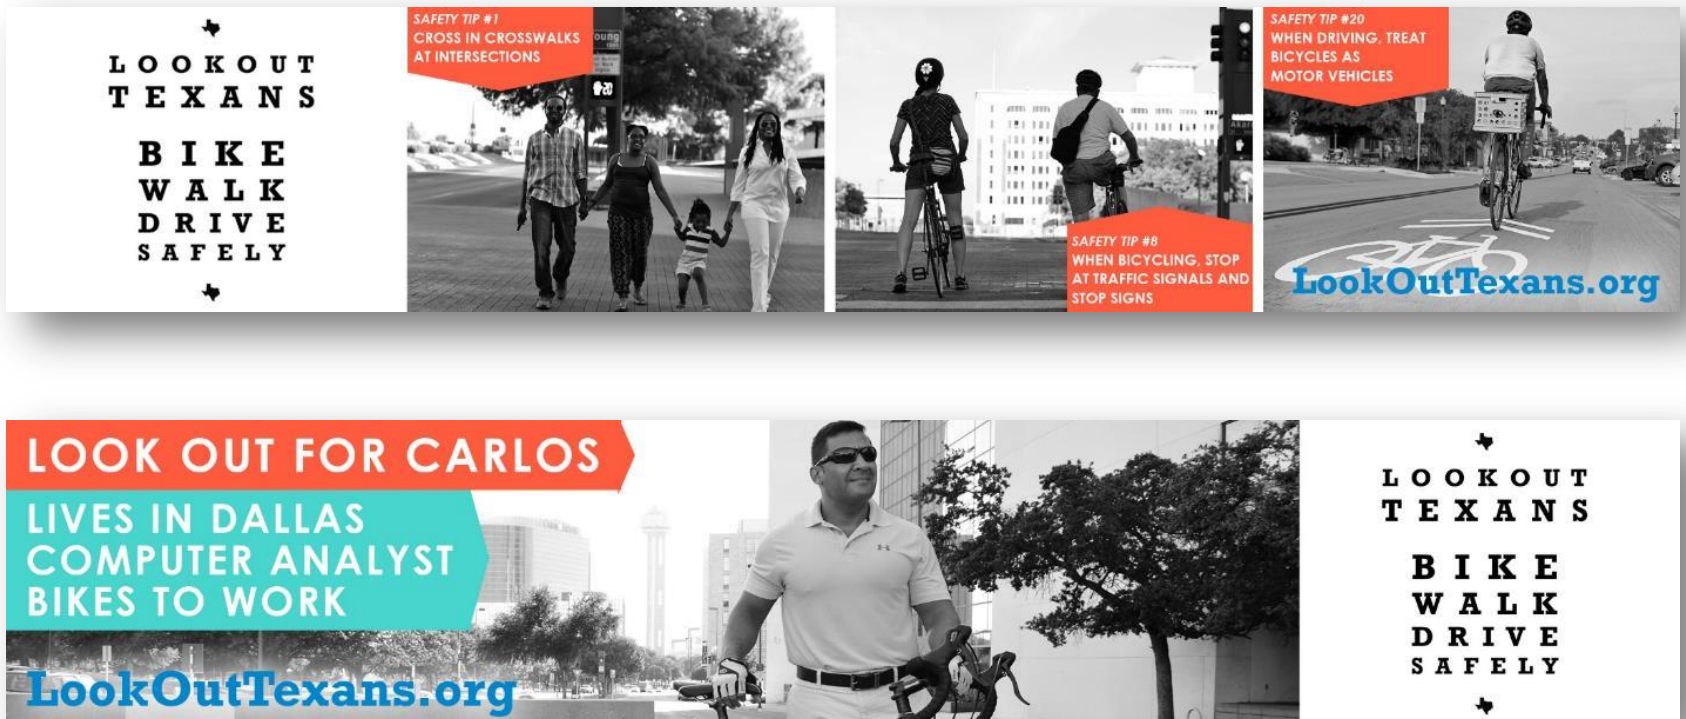 LOOKOUT
TEXANS
BIKE
WALK
DRIVE
SAFELY
SAFETY TIP #1
CROSS IN CROSSWALKS
AT INTERSECTIONS
SAFETY TIP #8
WHEN BICYCLING, STOP
AT TRAFFIC SIGNALS AND
STOP SIGNS
SAFETY TIP #20
WHEN DRIVING, TREAT
BICYCLES AS
MOTOR VEHICLES
LookOutTexans.org
LOOK OUT FOR CARLOS
LIVES IN DALLAS
COMPUTER ANALYST
BIKES TO WORK
LookOutTexans.org
LOOKOUT
TEXANS
BIKE
WALK
DRIVE
SAFELY